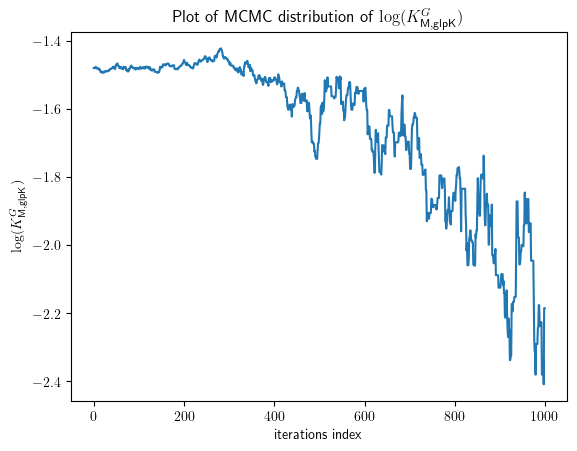 Plot of MCMC distribution of log(K^G_M,glpK)
−1.4
−1.6
−1.8
−2.0
−2.2
−2.4
log(K^G_M,glpK)
0 200 400 600 800 1000
iterations index